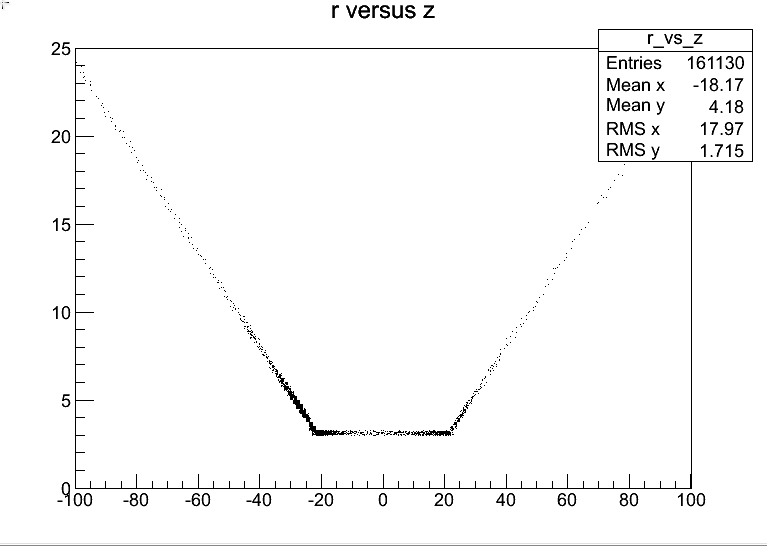 r versus z
r_vs_z
Entries 161130
Mean x -18.17
Mean y 4.18
RMS x 17.97
RMS y 1.715
25
20
15
10
5
0
-100 -80 -60 -40 -20 0 20 40 60 80 100